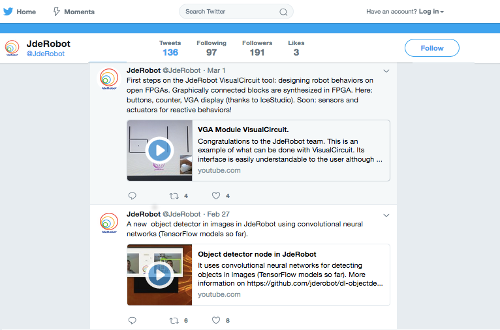 Home
Moments
Search Twitter
Have an account? Log in
JdeRobot
@JdeRobot
Tweets
136
Following
97
Followers
191
Likes
3
Follow
JdeRobot @JdeRobot · Mar 1
First steps on the JdeRobot VisualCircuit tool: designing robot behaviors on
open FPGAs. Graphically connected blocks are synthesized in FPGA. Here:
buttons, counter, VGA display (thanks to IceStudio). Soon: sensors and
actuators for reactive behaviors!
VGA Module VisualCircuit.
Congratulations to the JdeRobot team. This is an
example of what can be done with VisualCircuit. Its
interface is easily understandable to the user although ...
youtube.com
4
4
JdeRobot @JdeRobot · Feb 27
A new object detector in images in JdeRobot using convolutional neural
networks (TensorFlow models so far).
Object detector node in JdeRobot
It uses convolutional neural networks for detecting
objects in images (TensorFlow models so far). More
information on https://github.com/jderobot/dl-objectde...
youtube.com
6
8